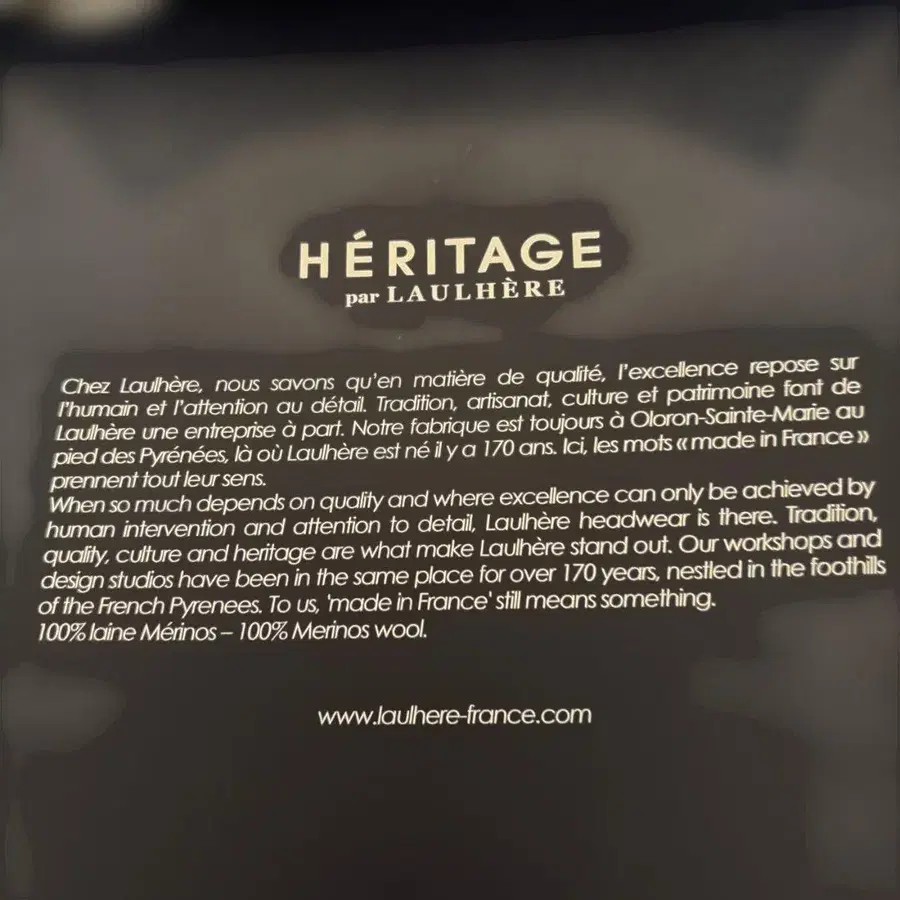 HÉRITAGE
par LAULHÈRE
Chez Laulhère, nous savons qu'en matière de qualité, l'excellence repose sur
l'humain et l'attention au détail. Tradition, artisanat, culture et patrimoine font de
Laulhère une entreprise à part. Notre fabrique est toujours à Oloron-Sainte-Marie au
pied des Pyrénées, là où Laulhère est né il y a 170 ans. Ici, les mots « made in France »
prennent tout leur sens.
When so much depends on quality and where excellence can only be achieved by
human intervention and attention to detail, Laulhère headwear is there. Tradition,
quality, culture and heritage are what make Laulhère stand out. Our workshops and
design studios have been in the same place for over 170 years, nestled in the foothills
of the French Pyrenees. To us, 'made in France' still means something.
100% laine Mérinos – 100% Merinos wool.
www.laulhere-france.com